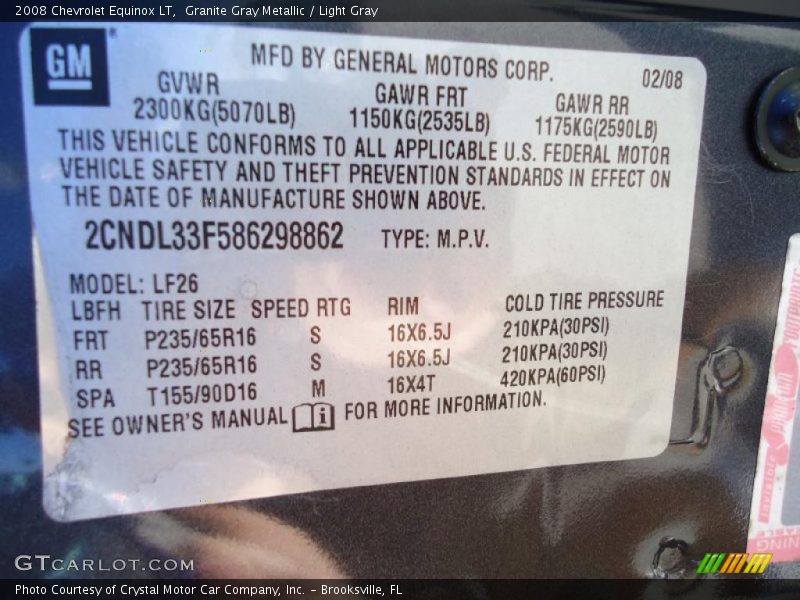 2008 Chevrolet Equinox LT,  Granite Gray Metallic / Light Gray
GM®
MFD BY GENERAL MOTORS CORP.
02/08
GVWR GAWR FRT GAWR RR
2300KG(5070LB) 1150KG(2535LB) 1175KG(2590LB)
THIS VEHICLE CONFORMS TO ALL APPLICABLE U.S. FEDERAL MOTOR
VEHICLE SAFETY AND THEFT PREVENTION STANDARDS IN EFFECT ON
THE DATE OF MANUFACTURE SHOWN ABOVE.
2CNDL33F586298862 TYPE: M.P.V.
MODEL: LF26
LBFH TIRE SIZE SPEED RTG RIM COLD TIRE PRESSURE
FRT P235/65R16 S 16X6.5J 210KPA(30PSI)
RR P235/65R16 S 16X6.5J 210KPA(30PSI)
SPA T155/90D16 M 16X4T 420KPA(60PSI)
SEE OWNER'S MANUAL i FOR MORE INFORMATION.
GTCARLOT.COM
Photo Courtesy of Crystal Motor Car Company, Inc. - Brooksville, FL